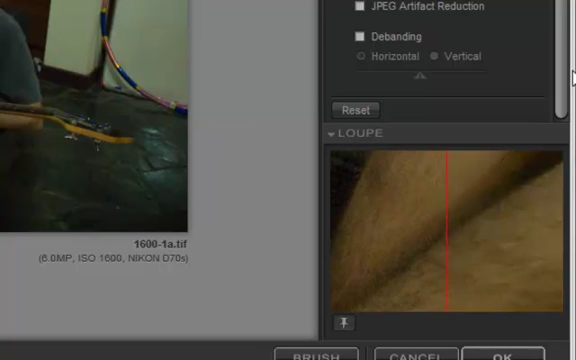 JPEG Artifact Reduction
Debanding
Horizontal Vertical
Reset
LOUPE
1600-1a.tif
(6.0MP, ISO 1600, NIKON D70s)
BRUSH CANCEL OK